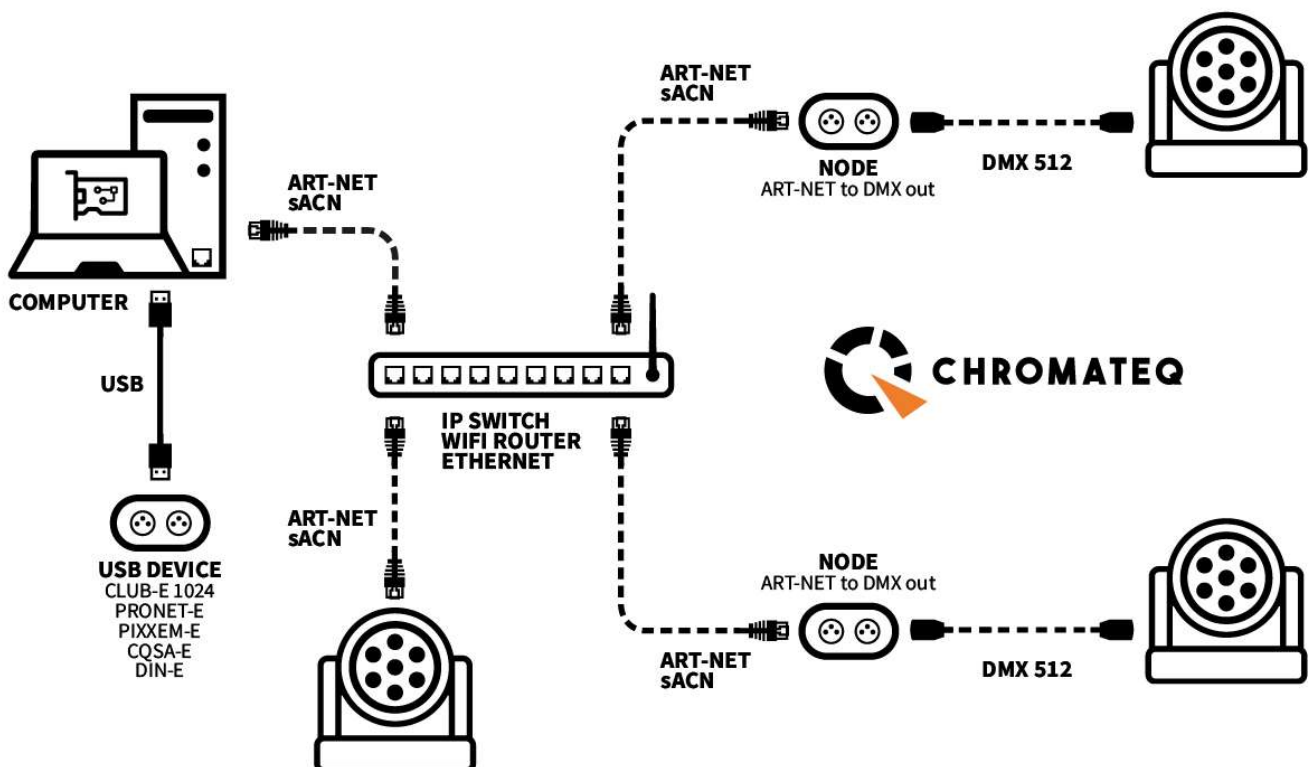 ART-NET
sACN
NODE
ART-NET to DMX out
DMX 512
ART-NET
sACN
COMPUTER
USB
CHROMATEQ
IP SWITCH
WIFI ROUTER
ETHERNET
ART-NET
sACN
USB DEVICE
CLUB-E 1024
PRONET-E
PIXXEM-E
CQSA-E
DIN-E
NODE
ART-NET to DMX out
ART-NET
sACN
DMX 512